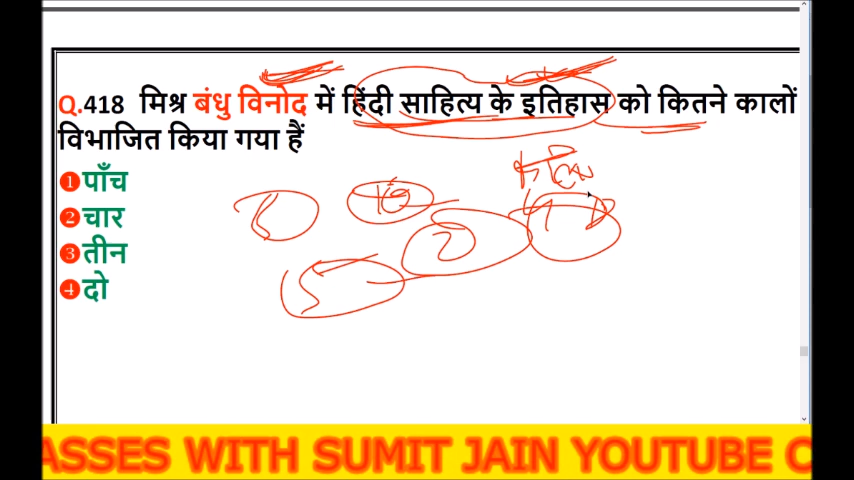 Q.418 मिश्र बंधु विनोद में हिंदी साहित्य के इतिहास को कितने कालों
विभाजित किया गया हैं
1 पाँच
2 चार
3 तीन
4 दो
ASSES WITH SUMIT JAIN YOUTUBE C